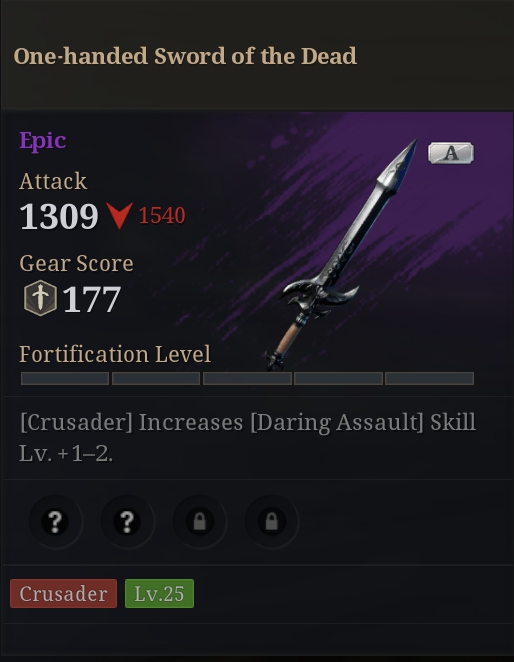 One-handed Sword of the Dead
Epic
A
Attack
1309 1540
Gear Score
177
Fortification Level
[Crusader] Increases [Daring Assault] Skill
Lv. +1–2.
? ?
Crusader Lv.25